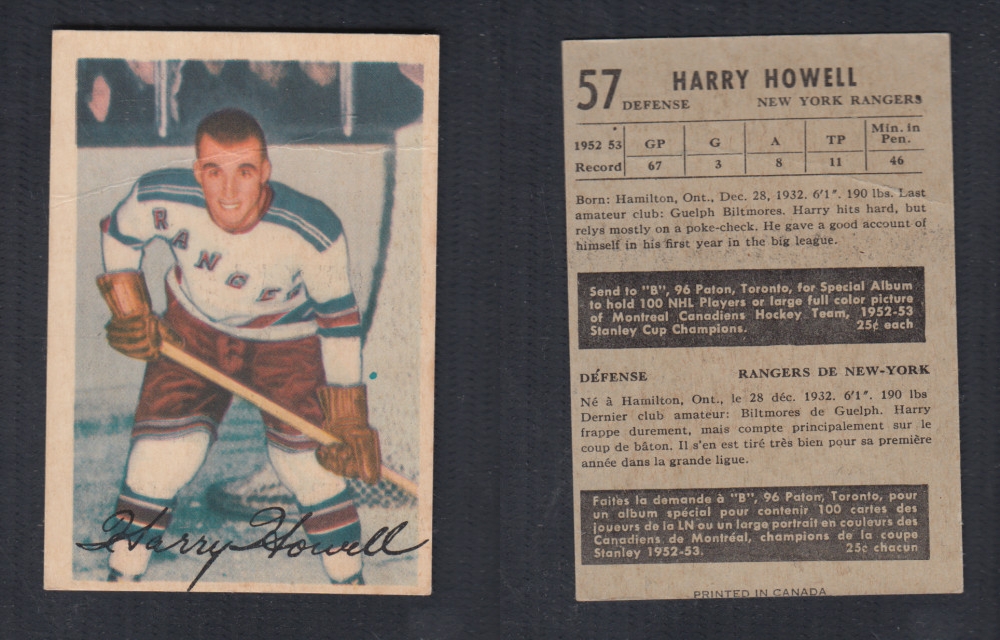 RANGERS
Harry Howell
57 HARRY HOWELL
DEFENSE NEW YORK RANGERS
1952 53 Record GP G A TP Min. in Pen.
67 3 8 11 46
Born: Hamilton, Ont., Dec. 28, 1932. 6'1". 190 lbs. Last
amateur club: Guelph Biltmores. Harry hits hard, but
relys mostly on a poke-check. He gave a good account of
himself in his first year in the big league.
Send to "B", 96 Paton, Toronto, for Special Album
to hold 100 NHL Players or large full color picture
of Montreal Canadiens Hockey Team, 1952-53
Stanley Cup Champions. 25¢ each
DÉFENSE RANGERS DE NEW-YORK
Né à Hamilton, Ont., le 28 déc. 1932. 6'1". 190 lbs
Dernier club amateur: Biltmores de Guelph. Harry
frappe durement, mais compte principalement sur le
coup de bâton. Il s'en est tiré très bien pour sa première
année dans la grande ligue.
Faites la demande à "B", 96 Paton, Toronto, pour
un album spécial pour contenir 100 cartes des
joueurs de la LN ou un large portrait en couleurs des
Canadiens de Montréal, champions de la coupe
Stanley 1952-53. 25¢ chacun
PRINTED IN CANADA